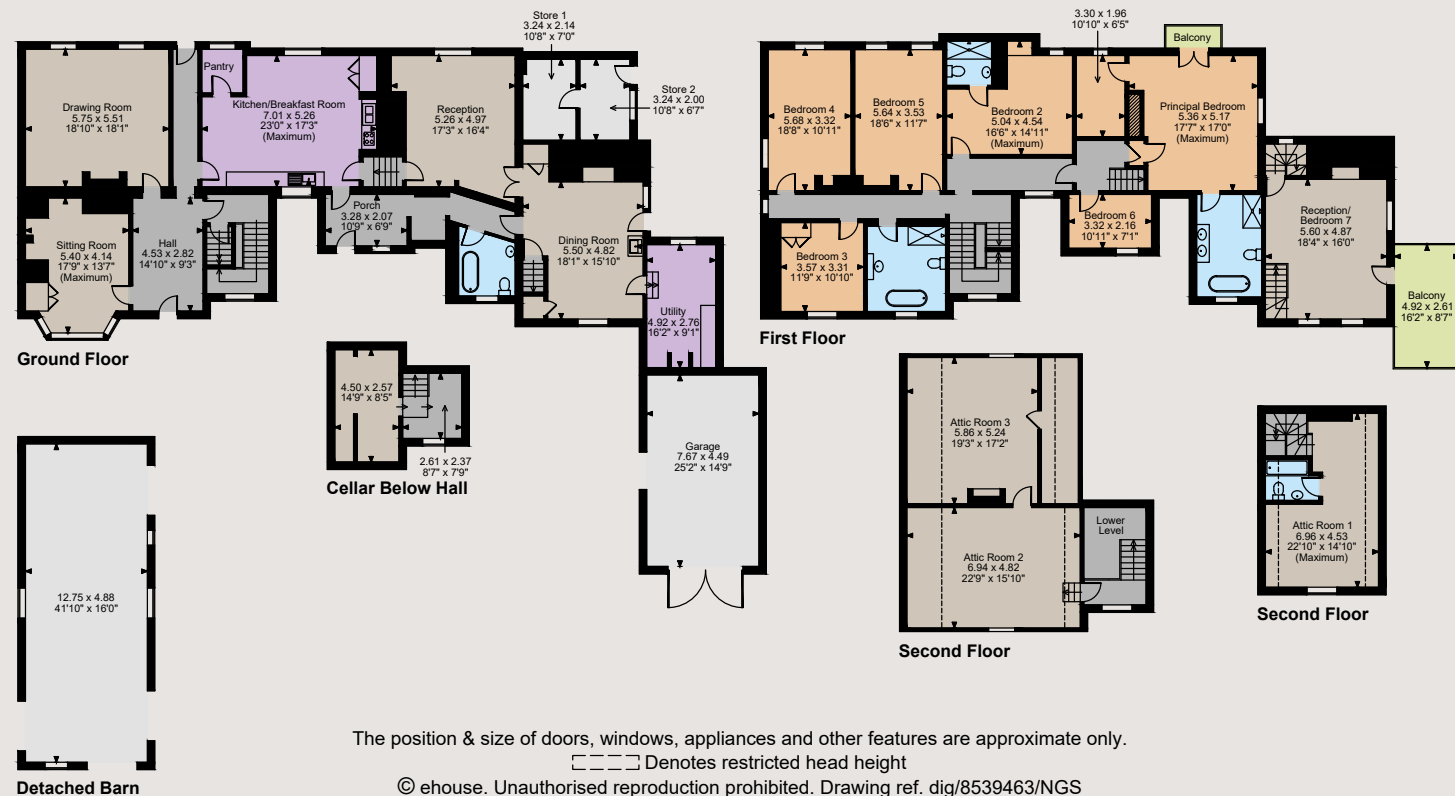 Drawing Room
5.75 x 5.51
18'10" x 18'1"
Pantry
Kitchen/Breakfast Room
7.01 x 5.26
23'0" x 17'3"
(Maximum)
Reception
5.26 x 4.97
17'3" x 16'4"
Store 1
3.24 x 2.14
10'8" x 7'0"
Store 2
3.24 x 2.00
10'8" x 6'7"
Sitting Room
5.40 x 4.14
17'9" x 13'7"
(Maximum)
Hall
4.53 x 2.82
14'10" x 9'3"
Porch
3.28 x 2.07
10'9" x 6'9"
Dining Room
5.50 x 4.82
18'1" x 15'10"
Utility
4.92 x 2.76
16'2" x 9'1"
Ground Floor
4.50 x 2.57
14'9" x 8'5"
2.61 x 2.37
8'7" x 7'9"
Cellar Below Hall
Garage
7.67 x 4.49
25'2" x 14'9"
12.75 x 4.88
41'10" x 16'0"
Detached Barn
Bedroom 4
5.68 x 3.32
18'8" x 10'11"
Bedroom 5
5.64 x 3.53
18'6" x 11'7"
Bedroom 2
5.04 x 4.54
16'6" x 14'11"
(Maximum)
3.30 x 1.96
10'10" x 6'5"
Balcony
Principal Bedroom
5.36 x 5.17
17'7" x 17'0"
(Maximum)
Bedroom 6
3.32 x 2.16
10'11" x 7'1"
Reception/
Bedroom 7
5.60 x 4.87
18'4" x 16'0"
Bedroom 3
3.57 x 3.31
11'9" x 10'10"
Balcony
4.92 x 2.61
16'2" x 8'7"
First Floor
Attic Room 3
5.86 x 5.24
19'3" x 17'2"
Attic Room 2
6.94 x 4.82
22'9" x 15'10"
Lower
Level
Second Floor
Attic Room 1
6.96 x 4.53
22'10" x 14'10"
(Maximum)
Second Floor
The position & size of doors, windows, appliances and other features are approximate only.
Denotes restricted head height
© ehouse. Unauthorised reproduction prohibited. Drawing ref. dig/8539463/NGS